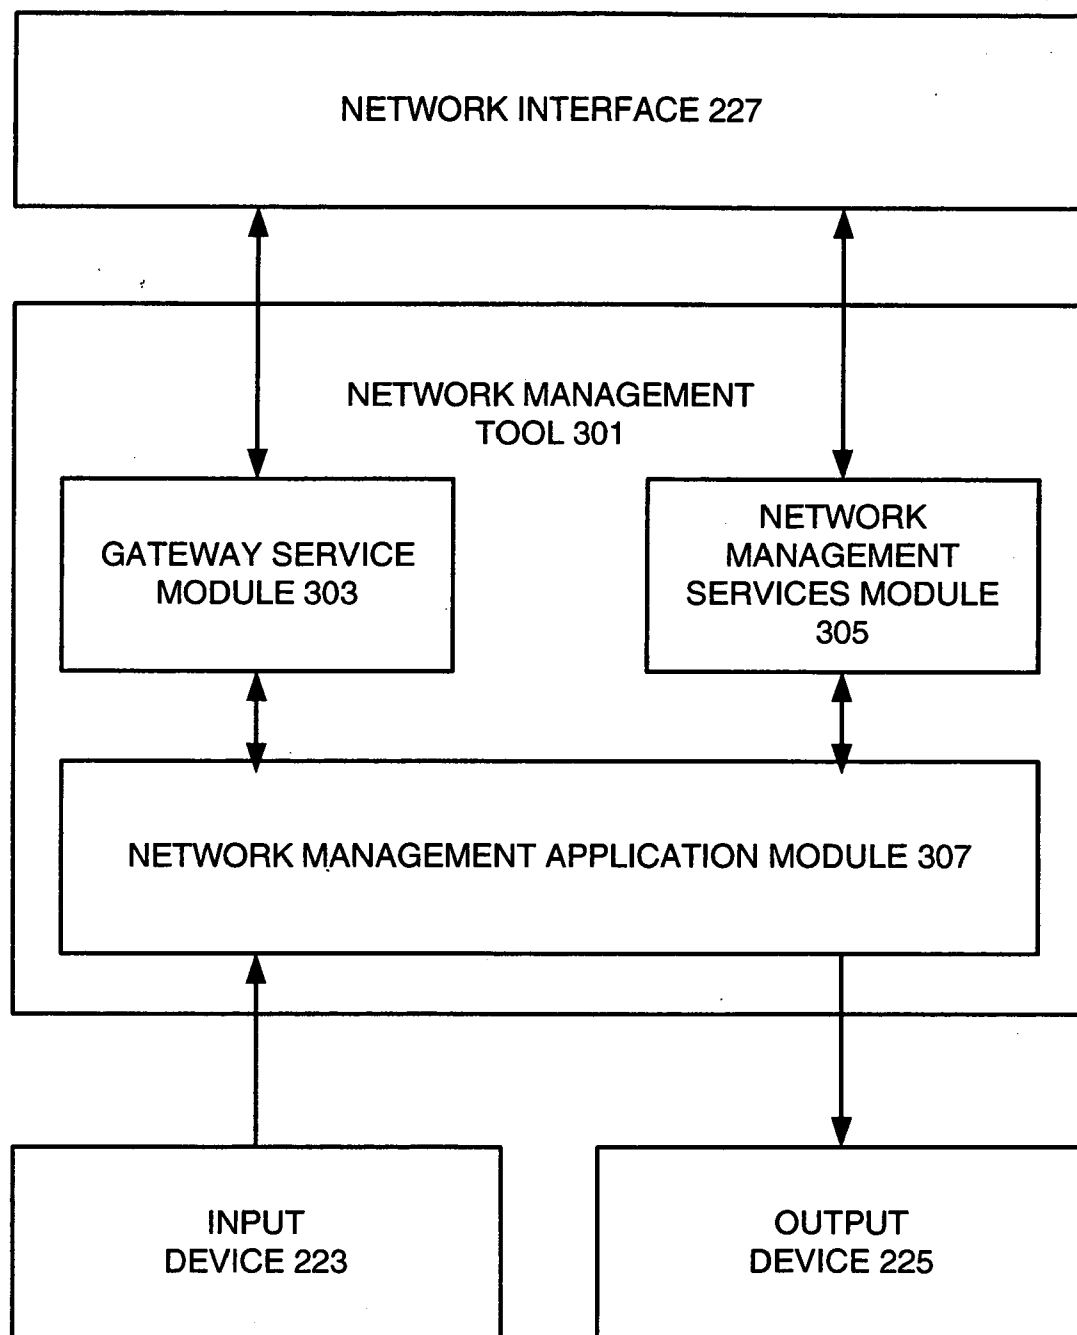 NETWORK INTERFACE 227
NETWORK MANAGEMENT
TOOL 301
GATEWAY SERVICE
MODULE 303
NETWORK
MANAGEMENT
SERVICES MODULE
305
NETWORK MANAGEMENT APPLICATION MODULE 307
INPUT
DEVICE 223
OUTPUT
DEVICE 225